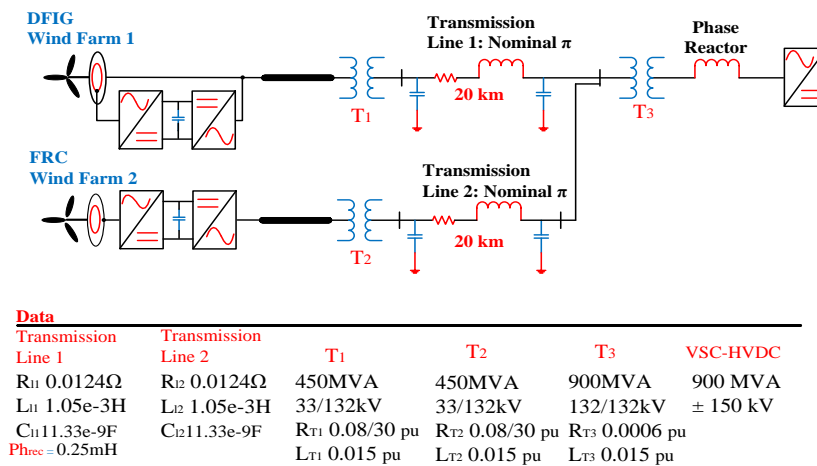 DFIG
Wind Farm 1
Transmission
Line 1: Nominal π
Phase
Reactor
T1
20 km
T3
FRC
Wind Farm 2
Transmission
Line 2: Nominal π
T2
20 km
Data
Transmission
Line 1
Transmission
Line 2
T1
T2
T3
VSC-HVDC
Rl1 0.0124Ω
Rl2 0.0124Ω
450MVA
450MVA
900MVA
900 MVA
Ll1 1.05e-3H
Ll2 1.05e-3H
33/132kV
33/132kV
132/132kV
± 150 kV
Cl111.33e-9F
Cl211.33e-9F
RT1 0.08/30 pu
RT2 0.08/30 pu
RT3 0.0006 pu
Phrec = 0.25mH
LT1 0.015 pu
LT2 0.015 pu
LT3 0.015 pu